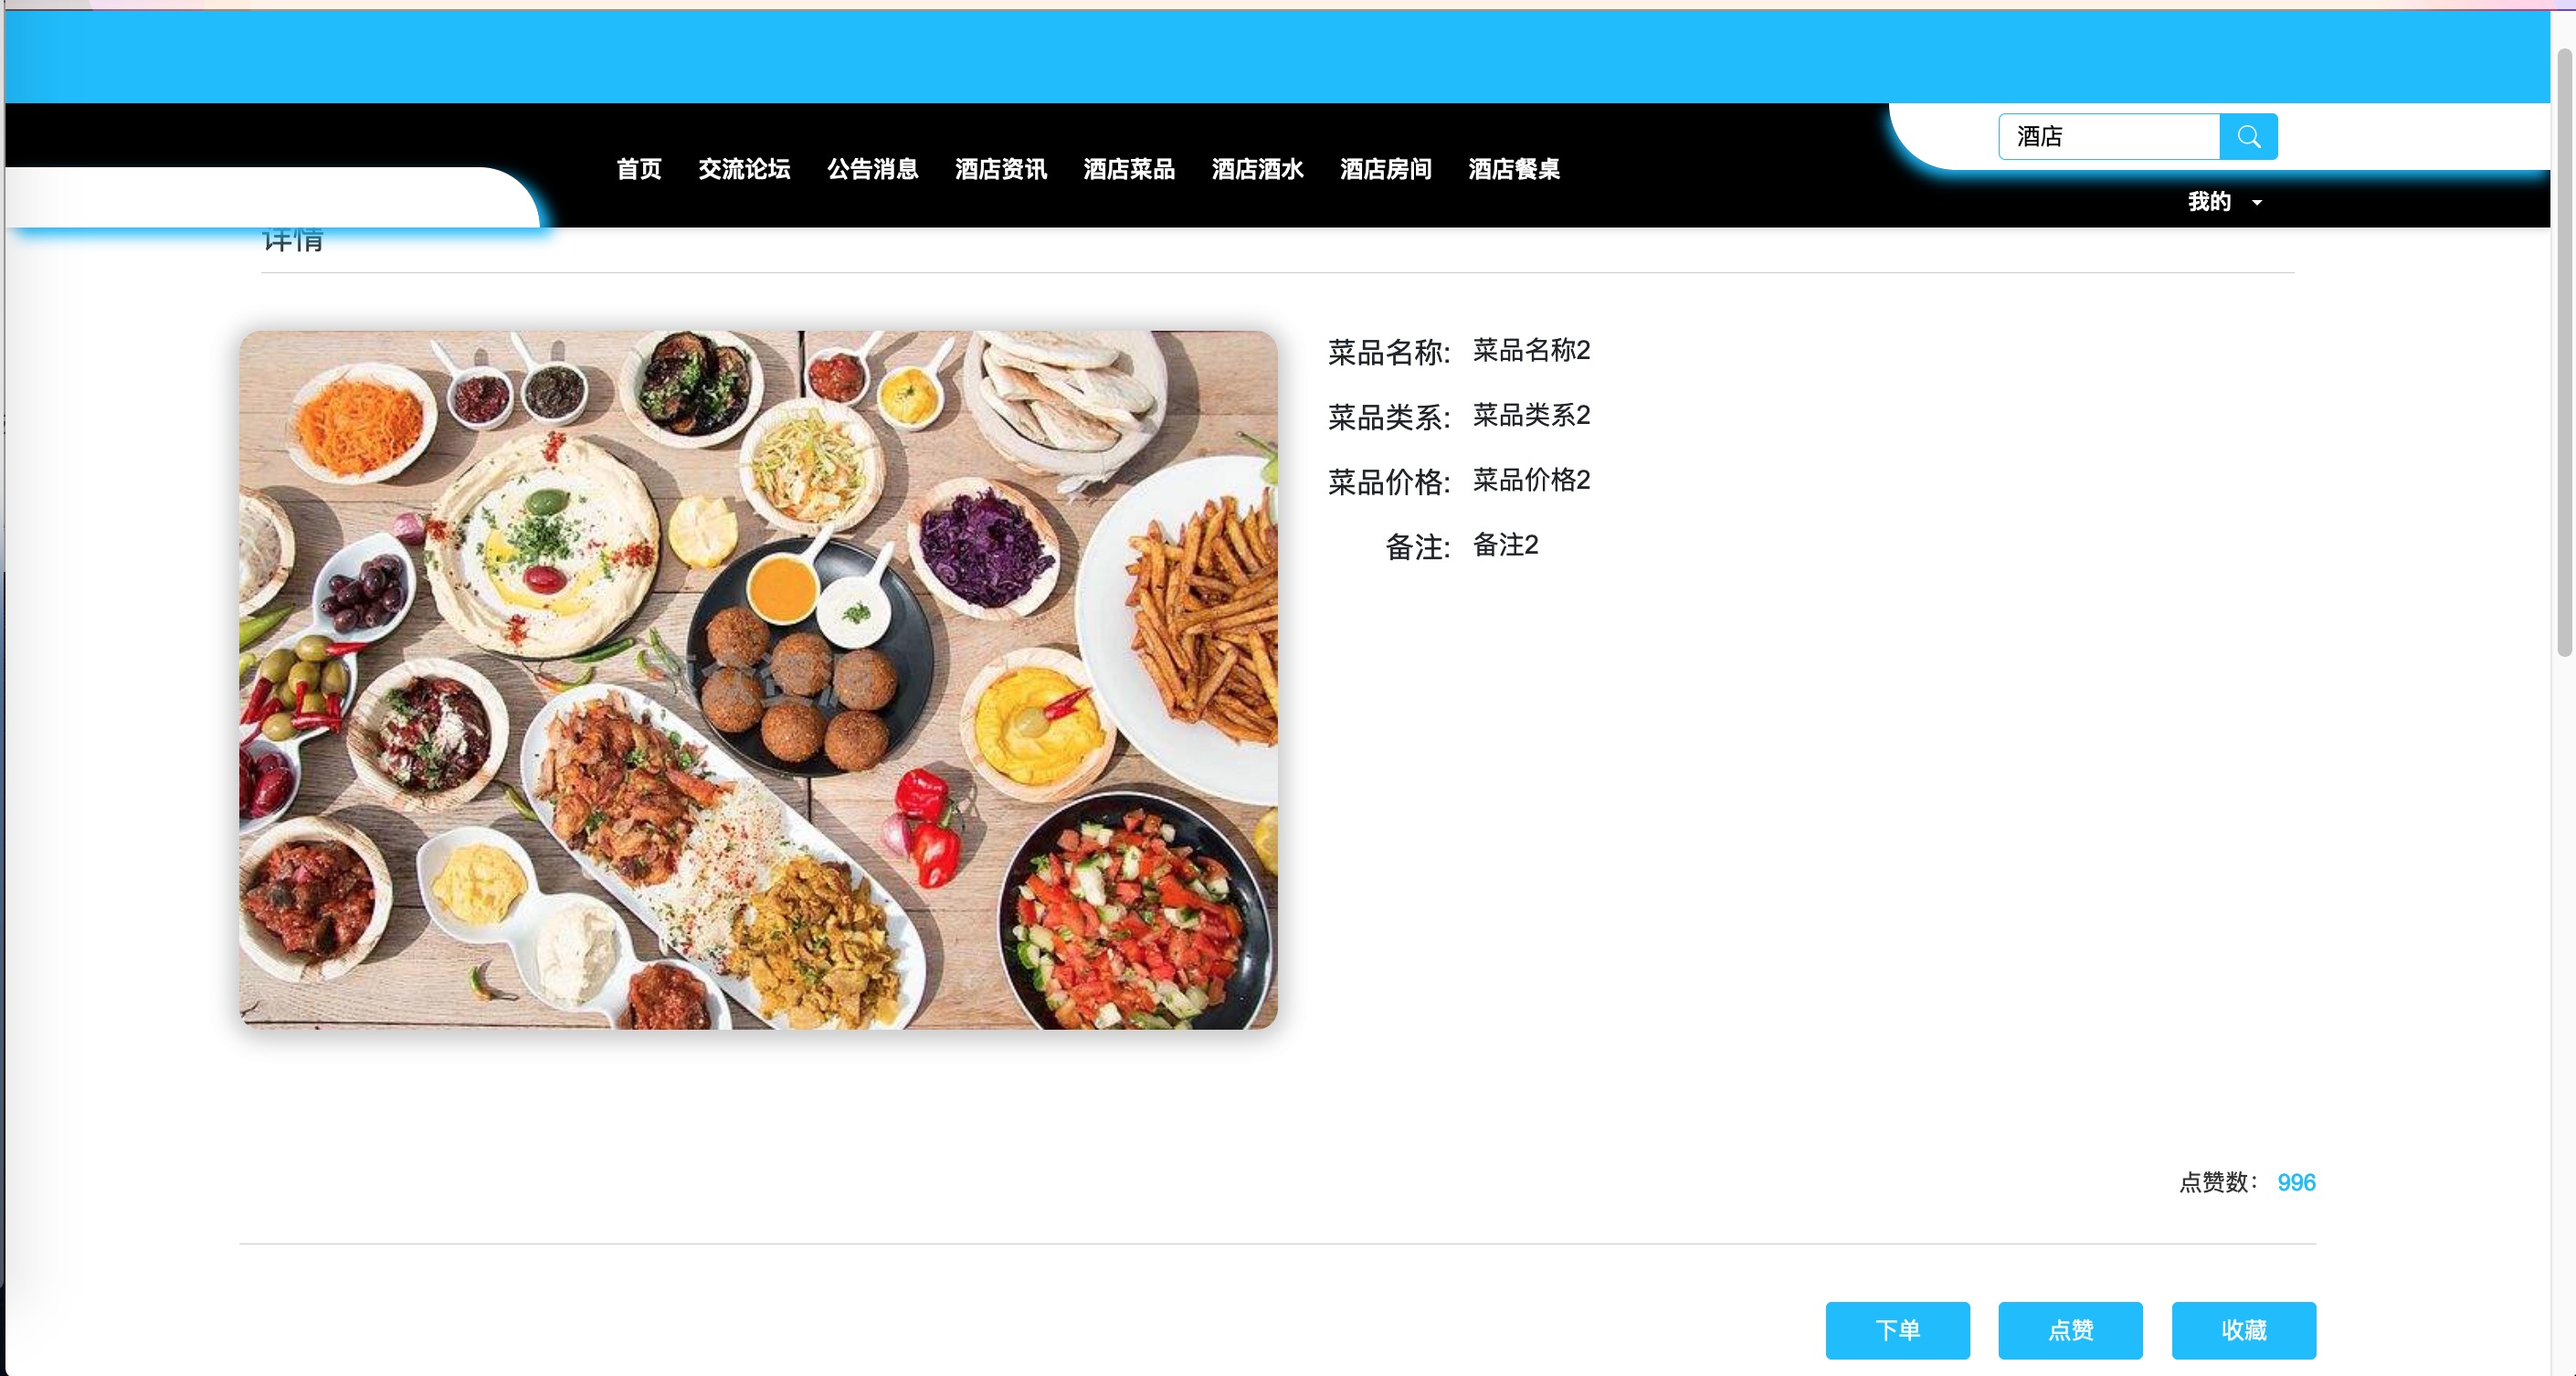 酒店
首页 交流论坛 公告消息 酒店资讯 酒店菜品 酒店酒水 酒店房间 酒店餐桌
我的
详情
菜品名称: 菜品名称2
菜品类系: 菜品类系2
菜品价格: 菜品价格2
备注: 备注2
点赞数: 996
下单 点赞 收藏